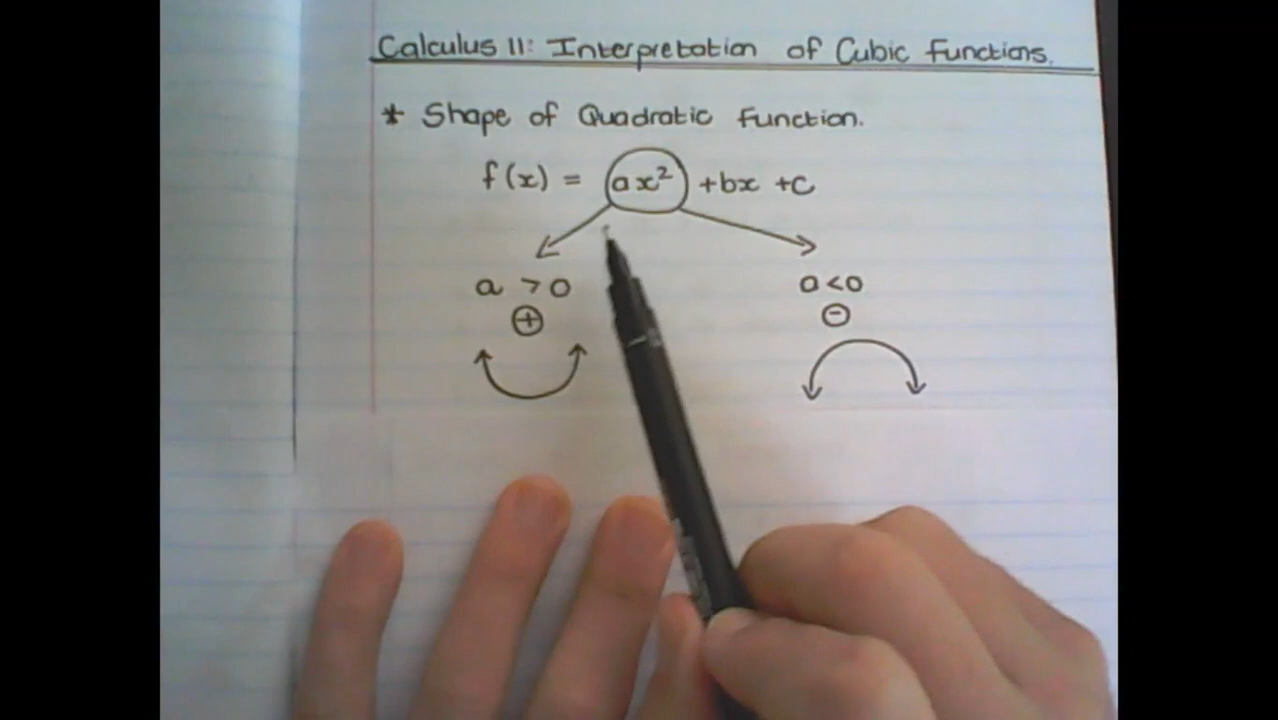 Calculus 11: Interpretation of Cubic Functions.
* Shape of Quadratic Function.
f(x) = ax² + bx + c
a > 0 a < 0
⊕ ⊖